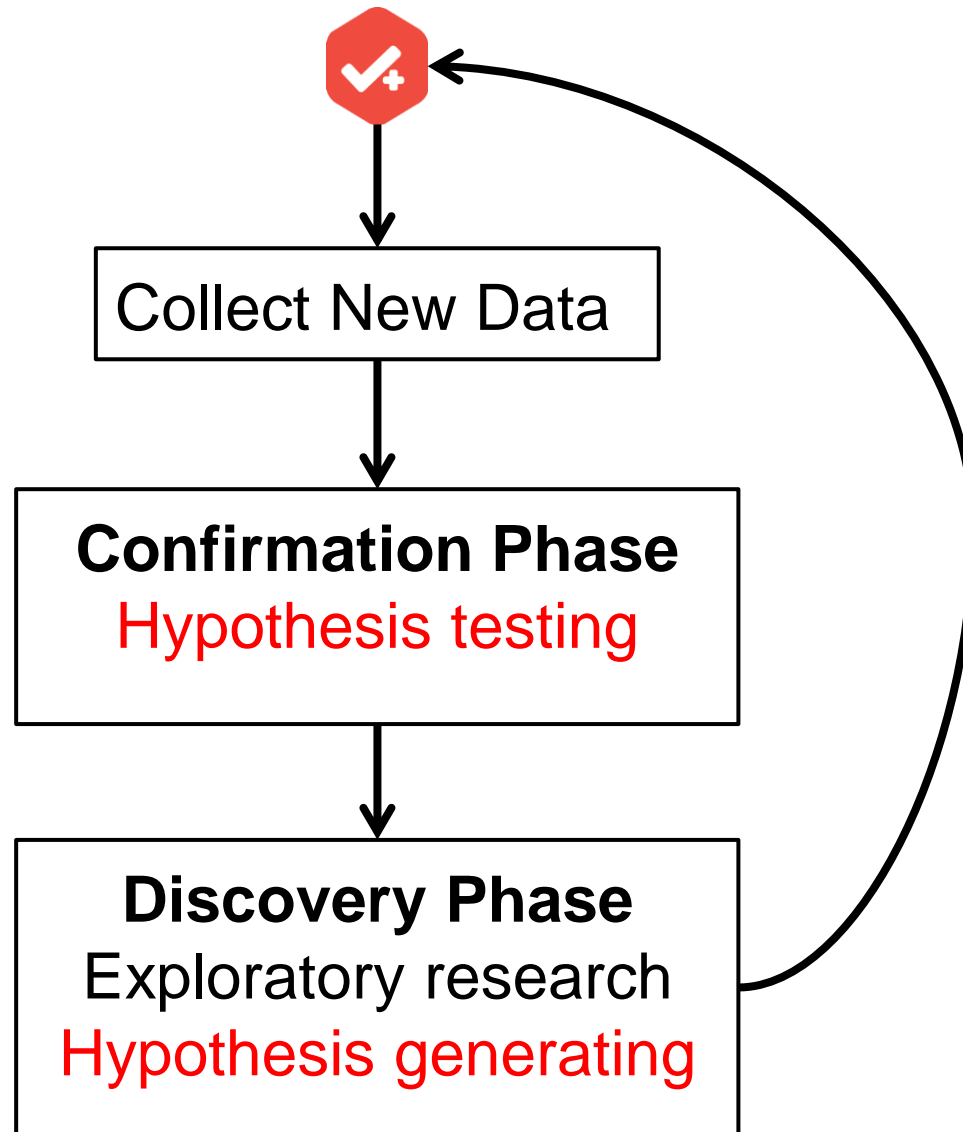 Collect New Data
Confirmation Phase
Hypothesis testing
Discovery Phase
Exploratory research
Hypothesis generating